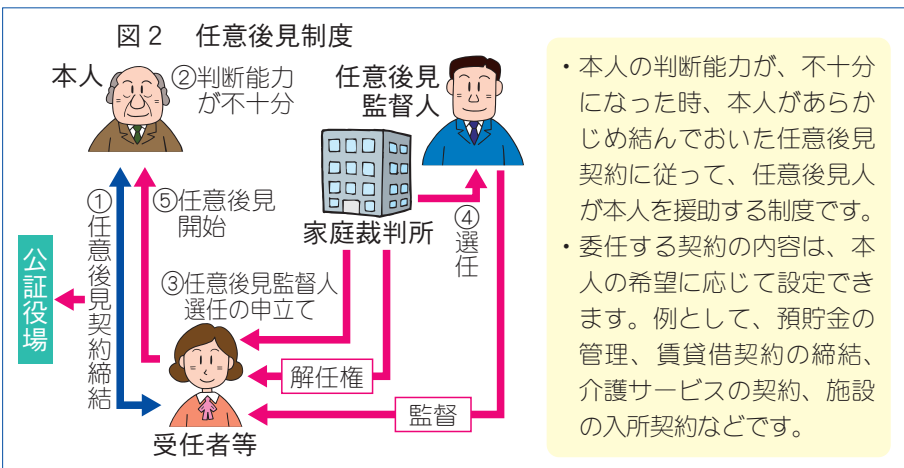 図2　任意後見制度
本人
②判断能力
が不十分
任意後見
監督人
家庭裁判所
④選任
①任意後見契約締結
⑤任意後見
開始
公証役場
③任意後見監督人
選任の申立て
解任権
監督
受任者等
・本人の判断能力が、不十分
になった時、本人があらか
じめ結んでおいた任意後見
契約に従って、任意後見人
が本人を援助する制度です。
・委任する契約の内容は、本
人の希望に応じて設定でき
ます。例として、預貯金の
管理、賃貸借契約の締結、
介護サービスの契約、施設
の入所契約などです。